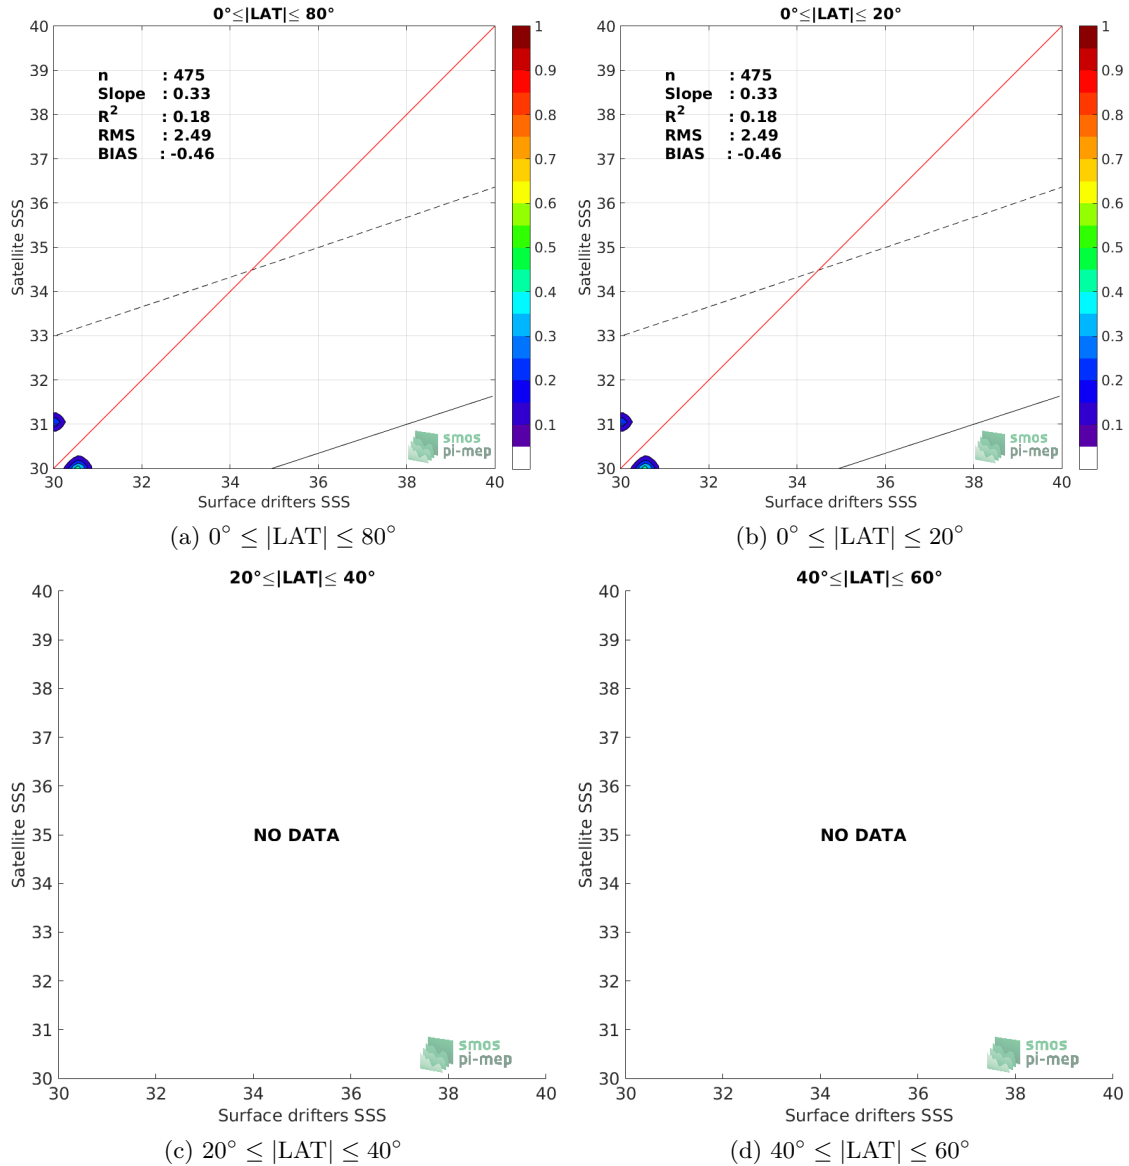 0°≤|LAT|≤ 80°
40
39
38
37
36
35
34
33
32
31
30
Satellite SSS
n : 475
Slope : 0.33
R² : 0.18
RMS : 2.49
BIAS : -0.46
smos
pi-mep
30 32 34 36 38 40
Surface drifters SSS
1
0.9
0.8
0.7
0.6
0.5
0.4
0.3
0.2
0.1
(a) 0° ≤ |LAT| ≤ 80°
0°≤|LAT|≤ 20°
40
39
38
37
36
35
34
33
32
31
30
Satellite SSS
n : 475
Slope : 0.33
R² : 0.18
RMS : 2.49
BIAS : -0.46
smos
pi-mep
30 32 34 36 38 40
Surface drifters SSS
1
0.9
0.8
0.7
0.6
0.5
0.4
0.3
0.2
0.1
(b) 0° ≤ |LAT| ≤ 20°
20°≤|LAT|≤ 40°
40
39
38
37
36
35
34
33
32
31
30
Satellite SSS
NO DATA
smos
pi-mep
30 32 34 36 38 40
Surface drifters SSS
(c) 20° ≤ |LAT| ≤ 40°
40°≤|LAT|≤ 60°
40
39
38
37
36
35
34
33
32
31
30
Satellite SSS
NO DATA
smos
pi-mep
30 32 34 36 38 40
Surface drifters SSS
(d) 40° ≤ |LAT| ≤ 60°